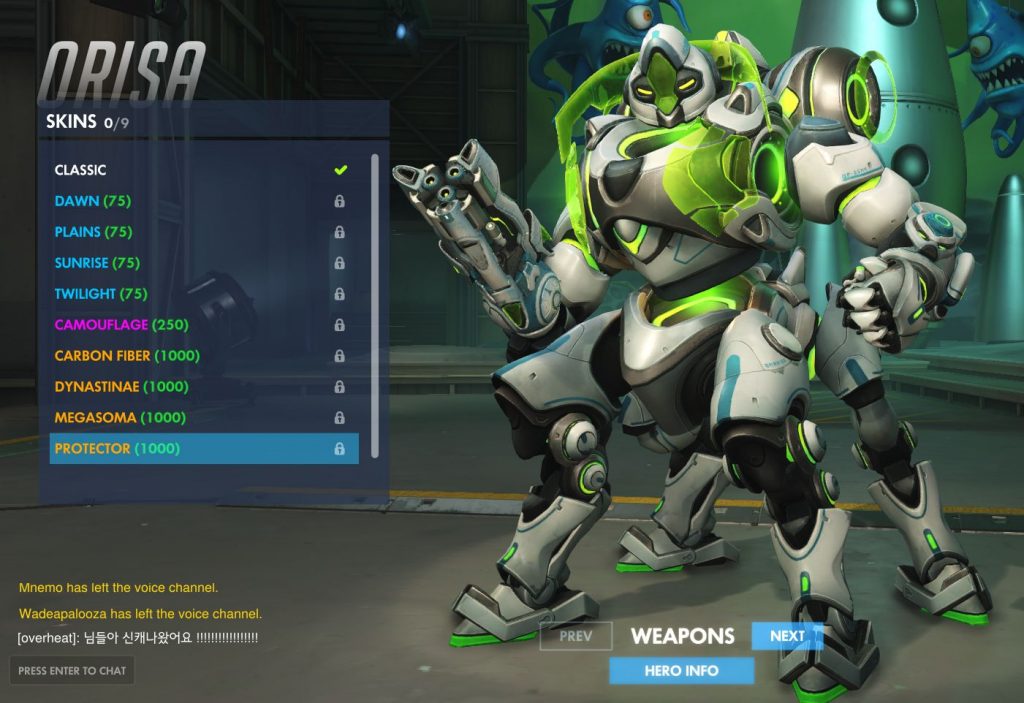 ORISA
SKINS 0/9
CLASSIC
DAWN (75)
PLAINS (75)
SUNRISE (75)
TWILIGHT (75)
CAMOUFLAGE (250)
CARBON FIBER (1000)
DYNASTINAE (1000)
MEGASOMA (1000)
PROTECTOR (1000)
Mnemo has left the voice channel.
Wadeapalooza has left the voice channel.
[overheat]: 님들아 신캐나왔어요 !!!!!!!!!!!!!!!!!
PRESS ENTER TO CHAT
PREV WEAPONS NEXT
HERO INFO